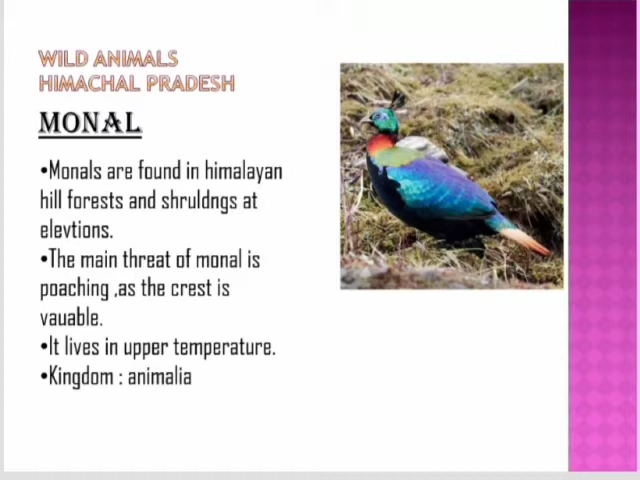 WILD ANIMALS
HIMACHAL PRADESH
MONAL
•Monals are found in himalayan
hill forests and shruldngs at
elevtions.
•The main threat of monal is
poaching ,as the crest is
vauable.
•It lives in upper temperature.
•Kingdom : animalia